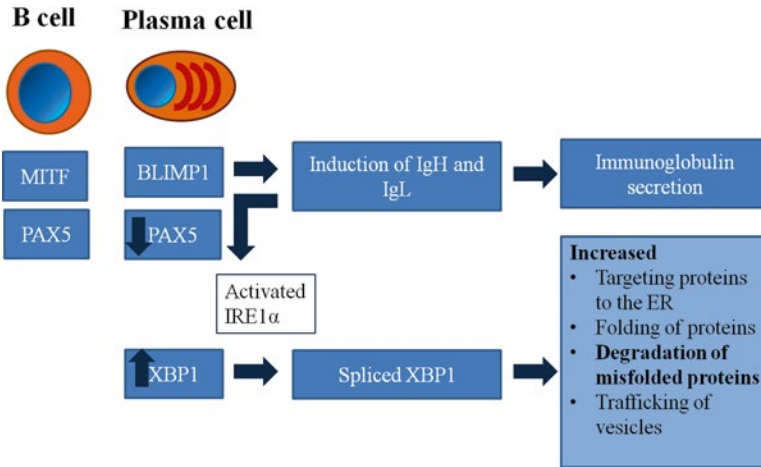 B cell
Plasma cell
MITF
BLIMP1
Induction of IgH and
IgL
Immunoglobulin
secretion
PAX5
PAX5
Activated
IRE1α
XBP1
Spliced XBP1
Increased
• Targeting proteins
to the ER
• Folding of proteins
• Degradation of
misfolded proteins
• Trafficking of
vesicles